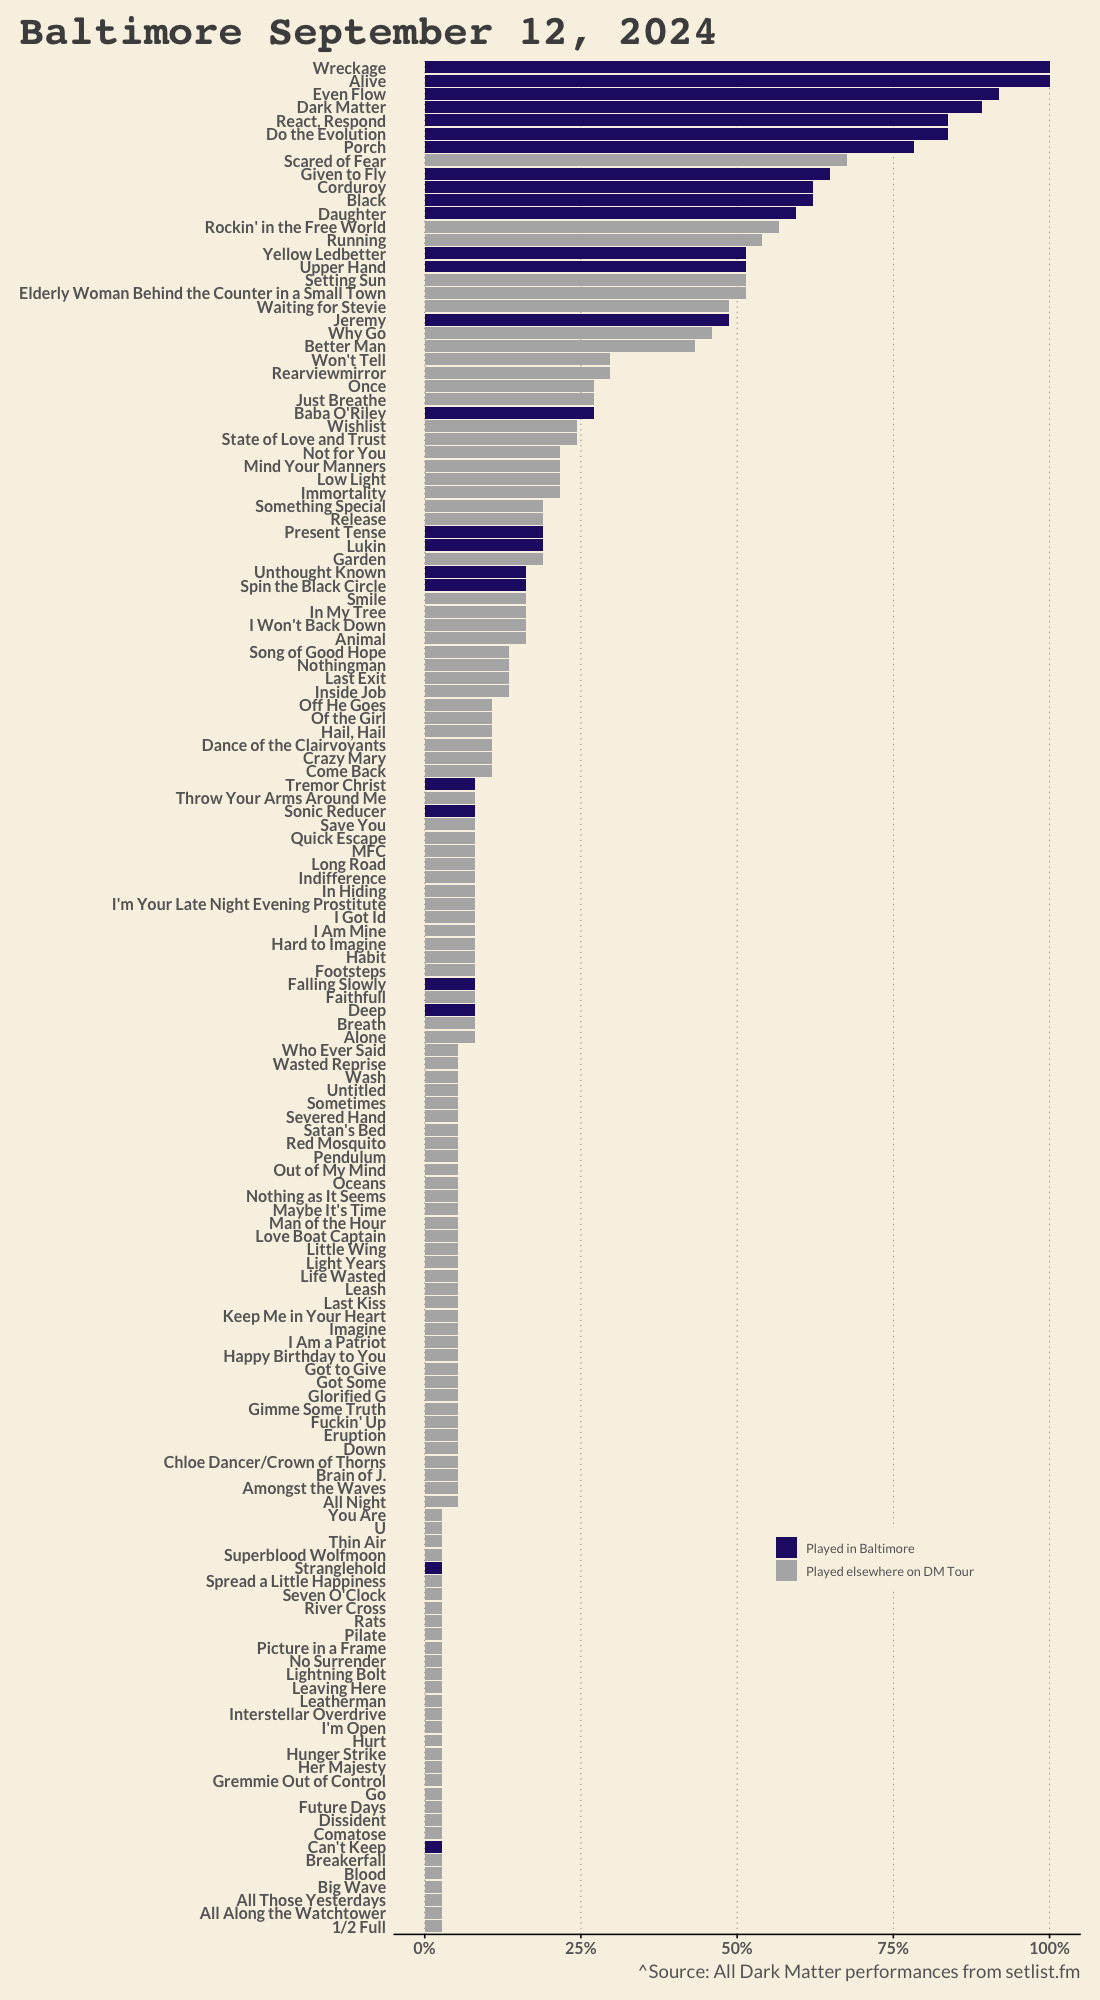 Baltimore September 12, 2024
Wreckage
Alive
Even Flow
Dark Matter
React, Respond
Do the Evolution
Porch
Scared of Fear
Given to Fly
Corduroy
Black
Daughter
Rockin' in the Free World
Running
Yellow Ledbetter
Upper Hand
Setting Sun
Elderly Woman Behind the Counter in a Small Town
Waiting for Stevie
Jeremy
Why Go
Better Man
Won't Tell
Rearviewmirror
Once
Just Breathe
Baba O'Riley
Wishlist
State of Love and Trust
Not for You
Mind Your Manners
Low Light
Immortality
Something Special
Release
Present Tense
Lukin
Garden
Unthought Known
Spin the Black Circle
Smile
In My Tree
I Won't Back Down
Animal
Song of Good Hope
Nothingman
Last Exit
Inside Job
Off He Goes
Of the Girl
Hail, Hail
Dance of the Clairvoyants
Crazy Mary
Come Back
Tremor Christ
Throw Your Arms Around Me
Sonic Reducer
Save You
Quick Escape
MFC
Long Road
Indifference
In Hiding
I'm Your Late Night Evening Prostitute
I Got Id
I Am Mine
Hard to Imagine
Habit
Footsteps
Falling Slowly
Faithfull
Deep
Breath
Alone
Who Ever Said
Wasted Reprise
Wash
Untitled
Sometimes
Severed Hand
Satan's Bed
Red Mosquito
Pendulum
Out of My Mind
Oceans
Nothing as It Seems
Maybe It's Time
Man of the Hour
Love Boat Captain
Little Wing
Light Years
Life Wasted
Leash
Last Kiss
Keep Me in Your Heart
Imagine
I Am a Patriot
Happy Birthday to You
Got to Give
Got Some
Glorified G
Gimme Some Truth
Fuckin' Up
Eruption
Down
Chloe Dancer/Crown of Thorns
Brain of J.
Amongst the Waves
All Night
You Are
U
Thin Air
Superblood Wolfmoon
Stranglehold
Spread a Little Happiness
Seven O'Clock
River Cross
Rats
Pilate
Picture in a Frame
No Surrender
Lightning Bolt
Leaving Here
Leatherman
Interstellar Overdrive
I'm Open
Hurt
Hunger Strike
Her Majesty
Gremmie Out of Control
Go
Future Days
Dissident
Comatose
Can't Keep
Breakerfall
Blood
Big Wave
All Those Yesterdays
All Along the Watchtower
1/2 Full
Played in Baltimore
Played elsewhere on DM Tour
0% 25% 50% 75% 100%
^Source: All Dark Matter performances from setlist.fm